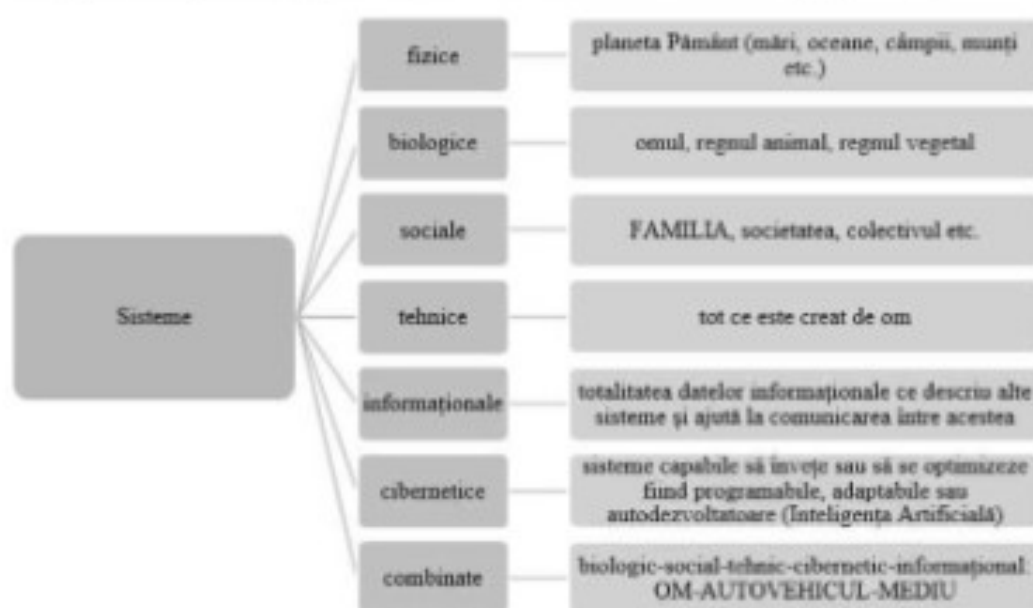 fizice
planeta Pământ (mări, oceane, câmpii, munți
etc.)
biologice
omul, regnul animal, regnul vegetal
sociale
FAMILIA, societatea, colectivul etc.
Sisteme
tehnice
tot ce este creat de om
informaționale
totalitatea datelor informaționale ce descriu alte
sisteme și ajută la comunicarea între acestea
cibernetice
sisteme capabile să învețe sau să se optimizeze
fiind programabile, adaptabile sau
autodezvoltatoare (Inteligența Artificială)
combinate
biologic-social-tehnic-cibernetic-informațional:
OM-AUTOVEHICUL-MEDIU